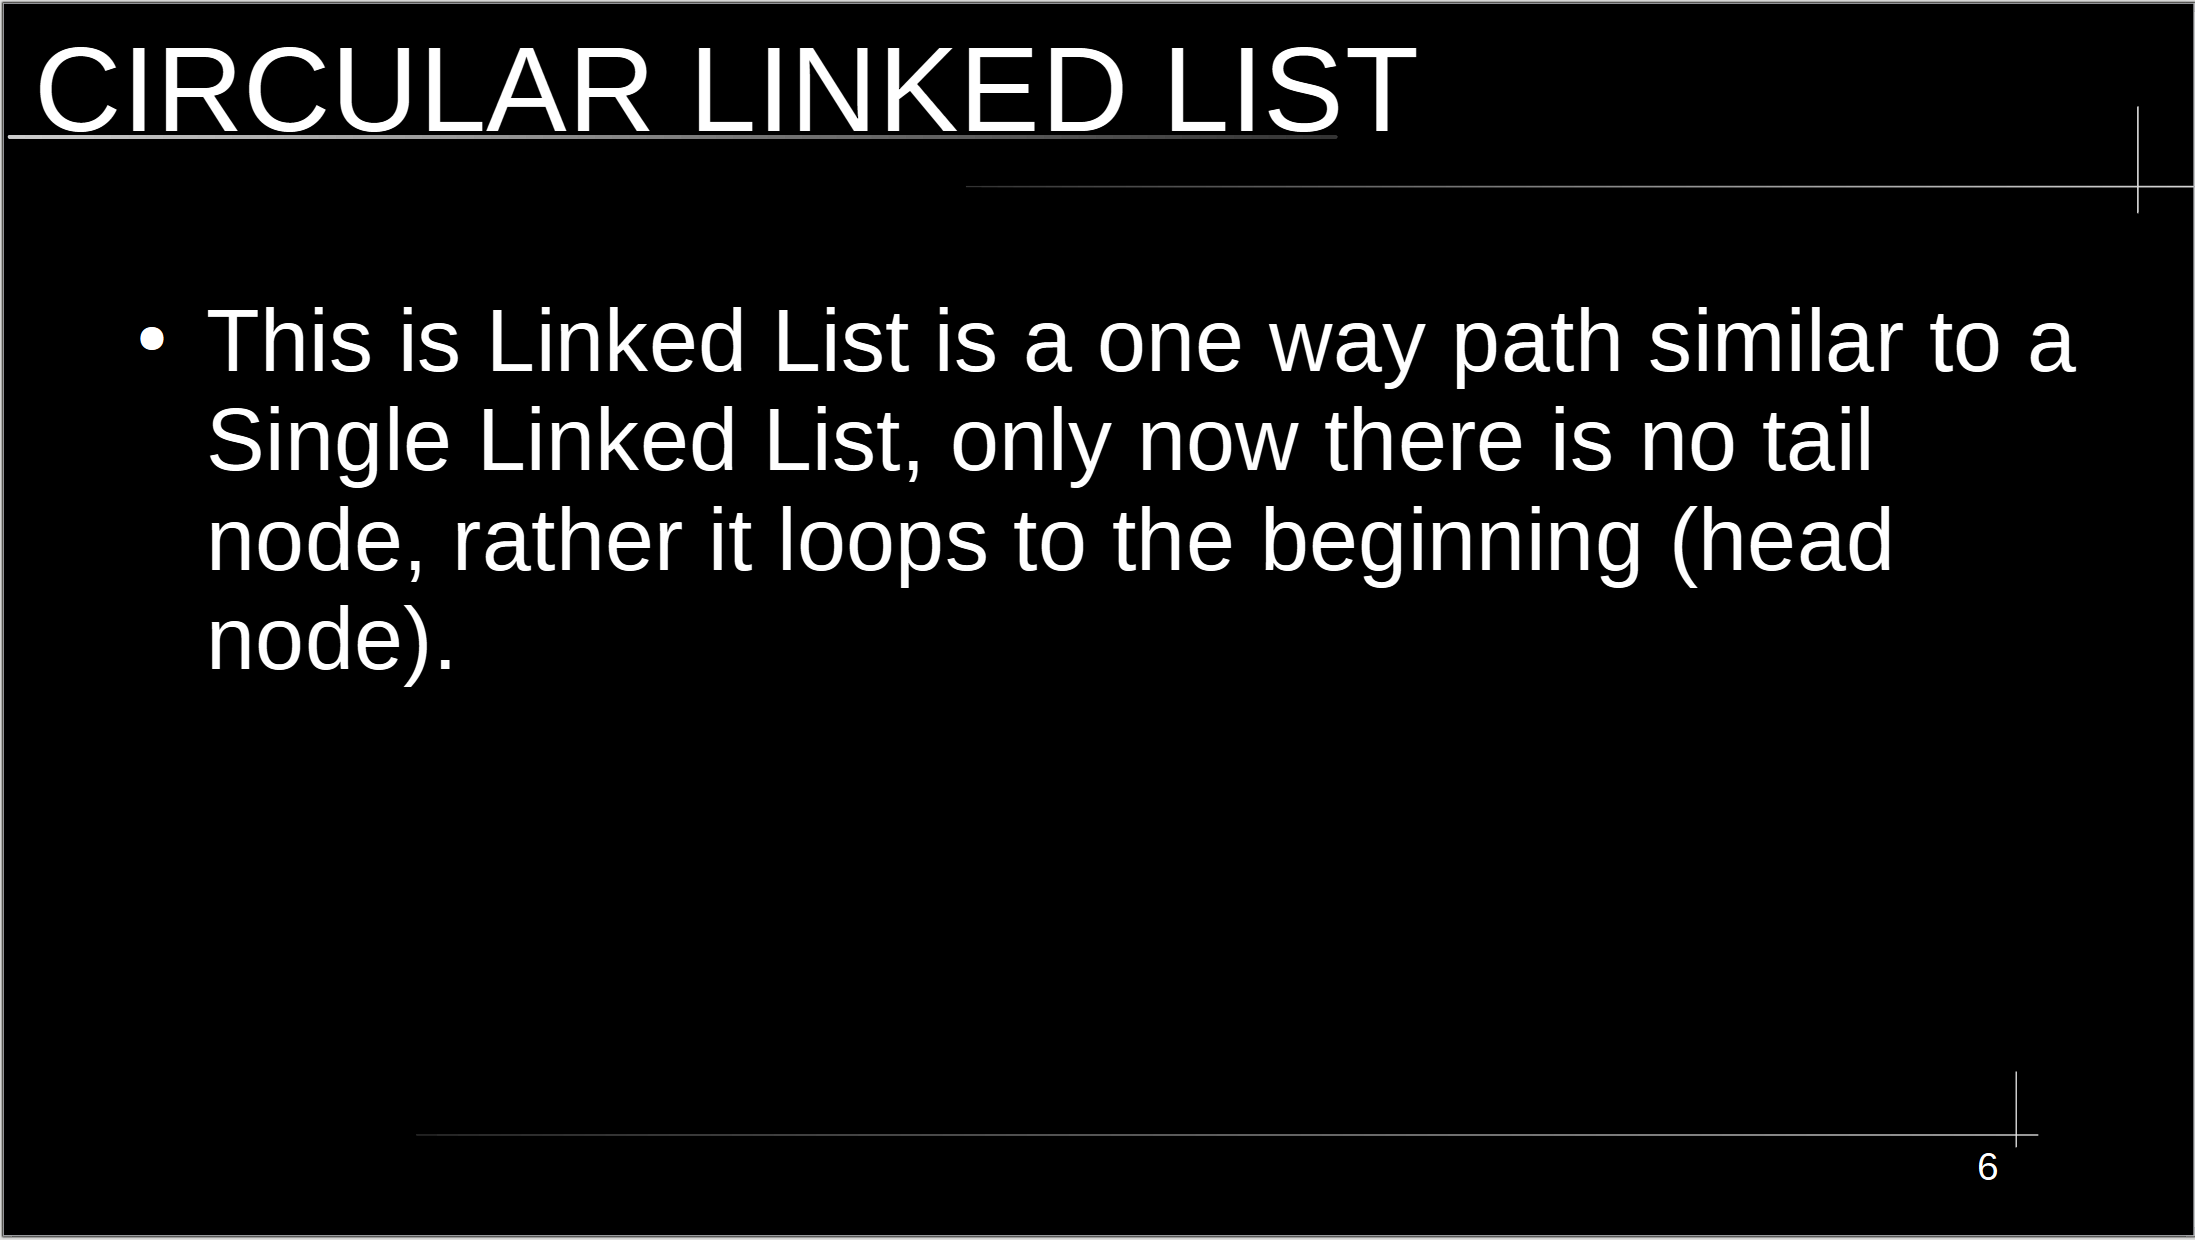 CIRCULAR LINKED LIST
• This is Linked List is a one way path similar to a
Single Linked List, only now there is no tail
node, rather it loops to the beginning (head
node).
6